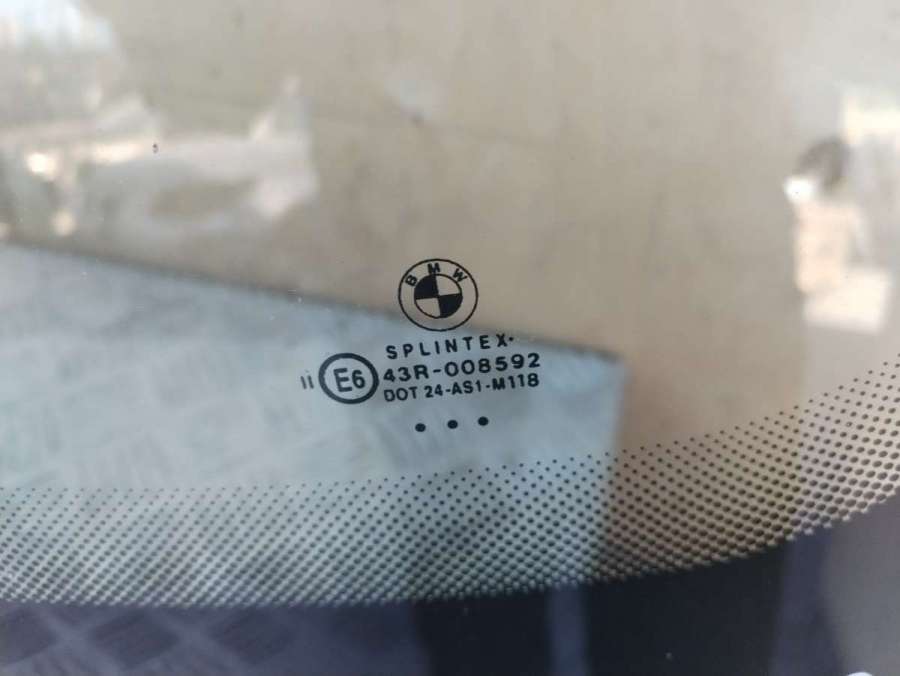 BMW
SPLINTEX
II E6 43R-008592
DOT 24-AS1-M118